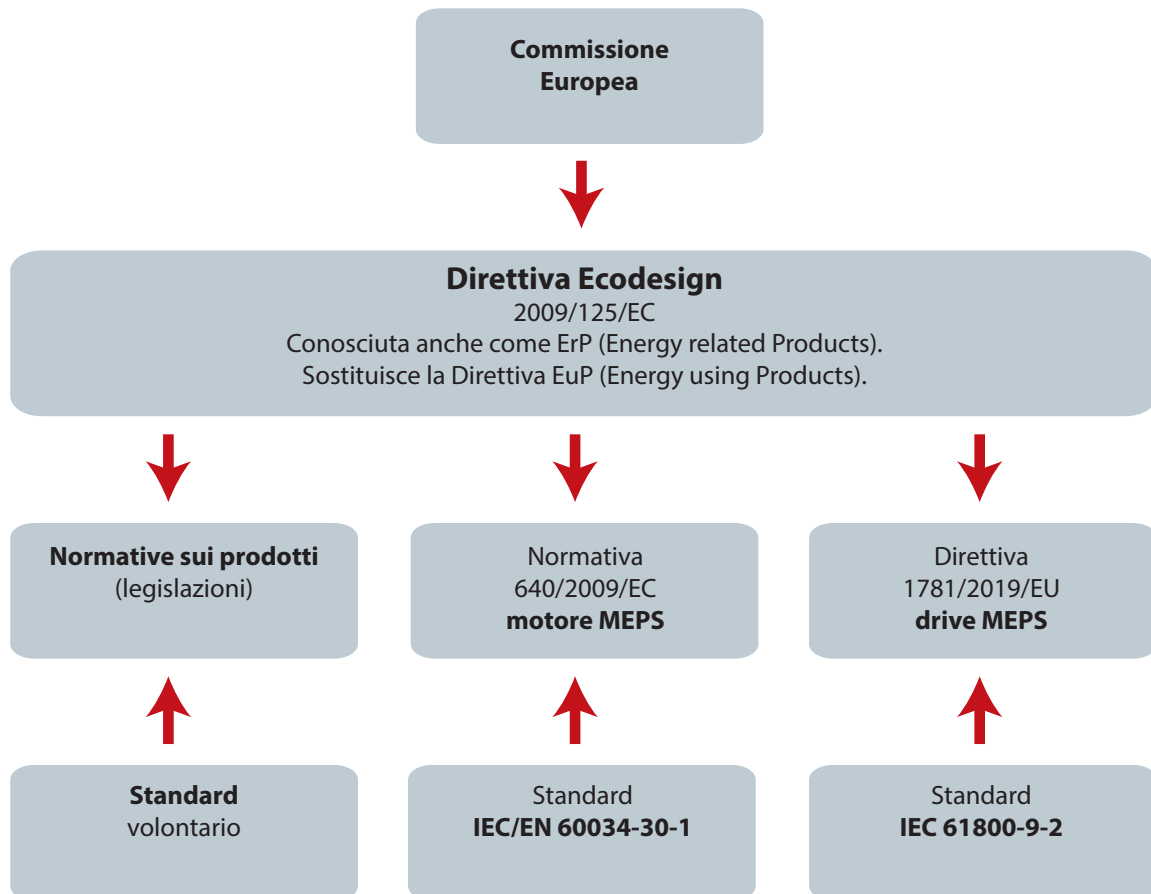 Commissione
Europea
Direttiva Ecodesign
2009/125/EC
Conosciuta anche come ErP (Energy related Products).
Sostituisce la Direttiva EuP (Energy using Products).
Normative sui prodotti
(legislazioni)
Normativa
640/2009/EC
motore MEPS
Direttiva
1781/2019/EU
drive MEPS
Standard
volontario
Standard
IEC/EN 60034-30-1
Standard
IEC 61800-9-2